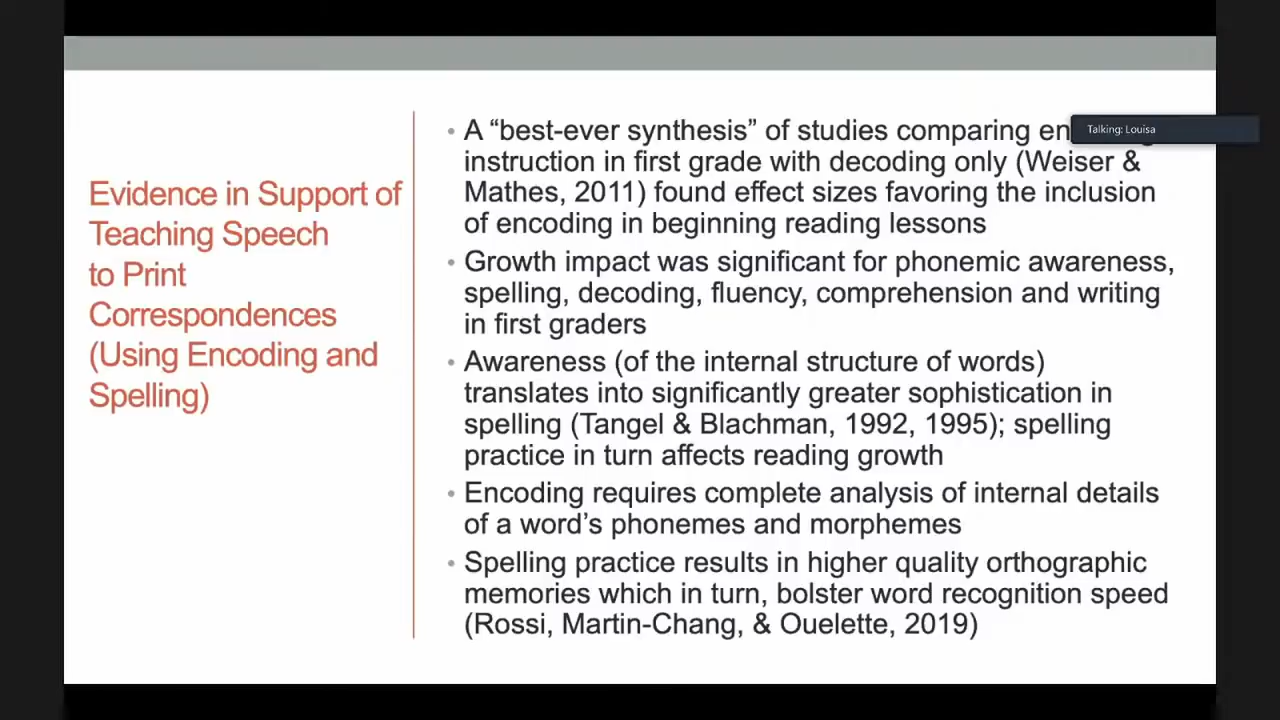 Evidence in Support of
Teaching Speech
to Print
Correspondences
(Using Encoding and
Spelling)
• A “best-ever synthesis” of studies comparing
instruction in first grade with decoding only (Weiser &
Mathes, 2011) found effect sizes favoring the inclusion
of encoding in beginning reading lessons
• Growth impact was significant for phonemic awareness,
spelling, decoding, fluency, comprehension and writing
in first graders
• Awareness (of the internal structure of words)
translates into significantly greater sophistication in
spelling (Tangel & Blachman, 1992, 1995); spelling
practice in turn affects reading growth
• Encoding requires complete analysis of internal details
of a word’s phonemes and morphemes
• Spelling practice results in higher quality orthographic
memories which in turn, bolster word recognition speed
(Rossi, Martin-Chang, & Ouelette, 2019)
Talking: Louisa